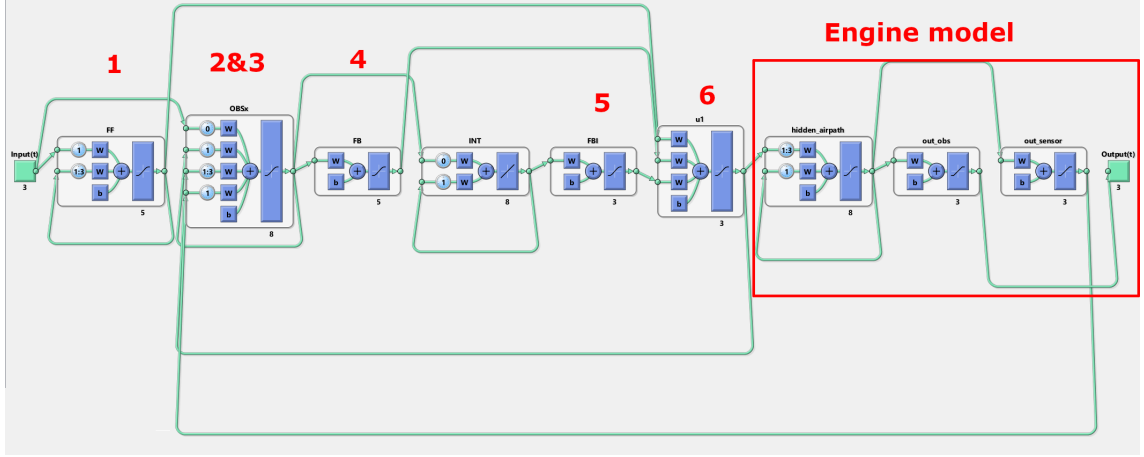 Engine model
1
2&3
4
5
6
Input(t)
3
FF
1
W
1:3
W
b
5
OBSx
0
W
1
W
1:3
W
1
W
b
8
FB
W
b
5
INT
0
W
1
W
8
FBI
W
b
3
u1
W
W
W
b
3
hidden_airpath
1:3
W
1
W
b
8
out_obs
W
b
3
out_sensor
W
b
3
Output(t)
3